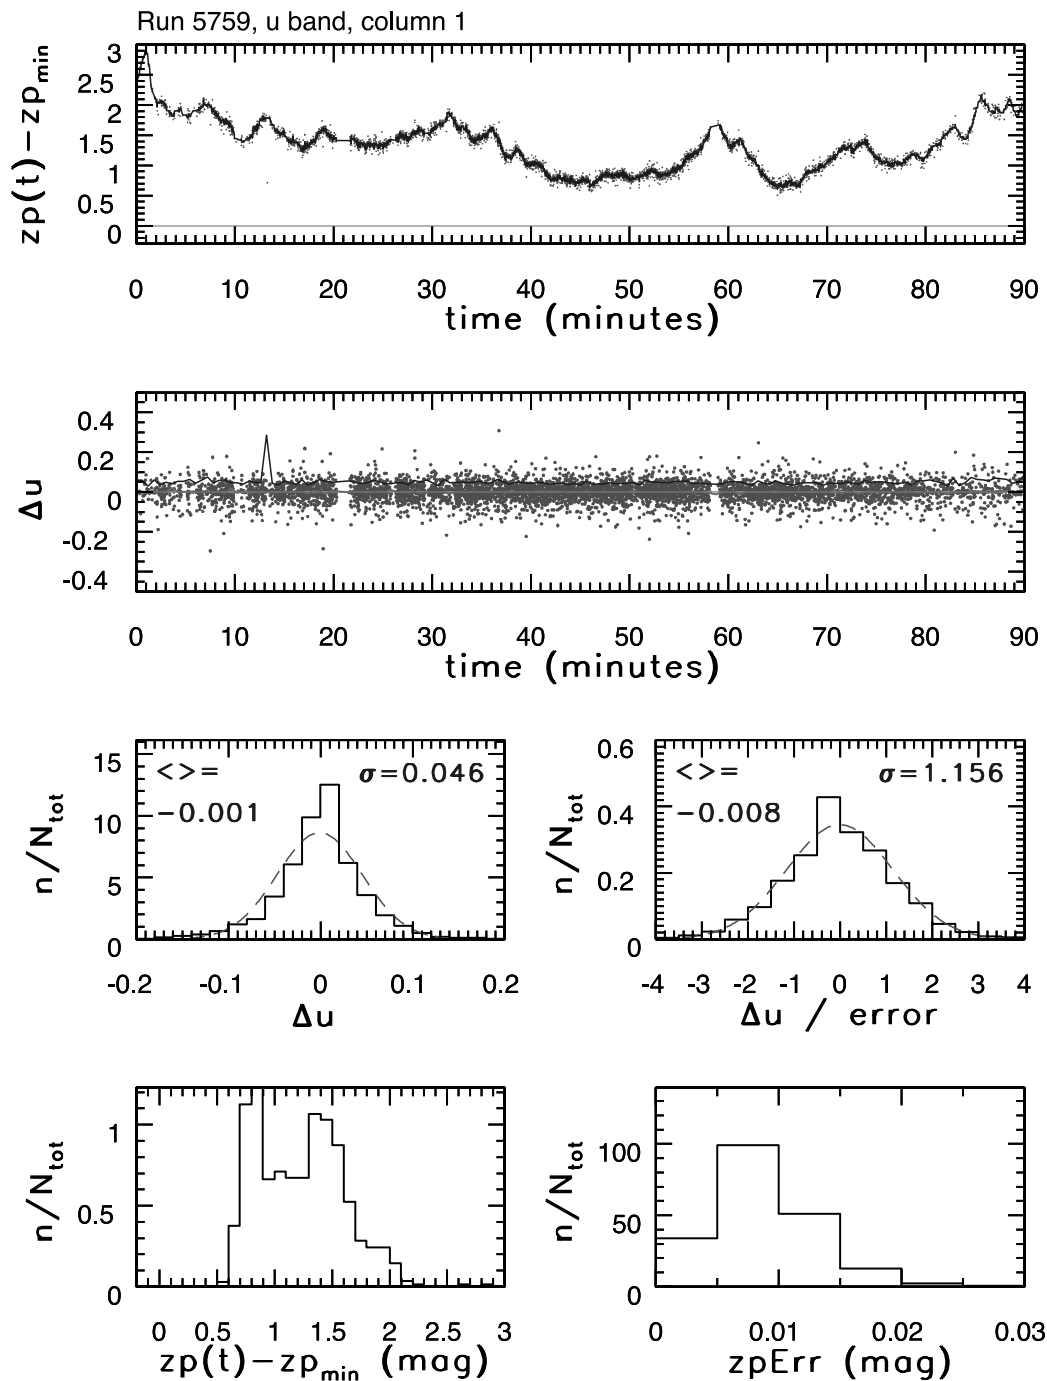 Run 5759, u band, column 1
zp(t)−zp_min
3
2.5
2
1.5
1
0.5
0
0 10 20 30 40 50 60 70 80 90
time (minutes)
Δu
0.4
0.2
0
-0.2
-0.4
0 10 20 30 40 50 60 70 80 90
time (minutes)
n/N_tot
15
10
5
0
<>=
−0.001
σ=0.046
-0.2 -0.1 0 0.1 0.2
Δu
n/N_tot
0.6
0.4
0.2
0
<>=
−0.008
σ=1.156
-4 -3 -2 -1 0 1 2 3 4
Δu / error
n/N_tot
1
0.5
0
0 0.5 1 1.5 2 2.5 3
zp(t)−zp_min (mag)
n/N_tot
100
50
0
0 0.01 0.02 0.03
zpErr (mag)